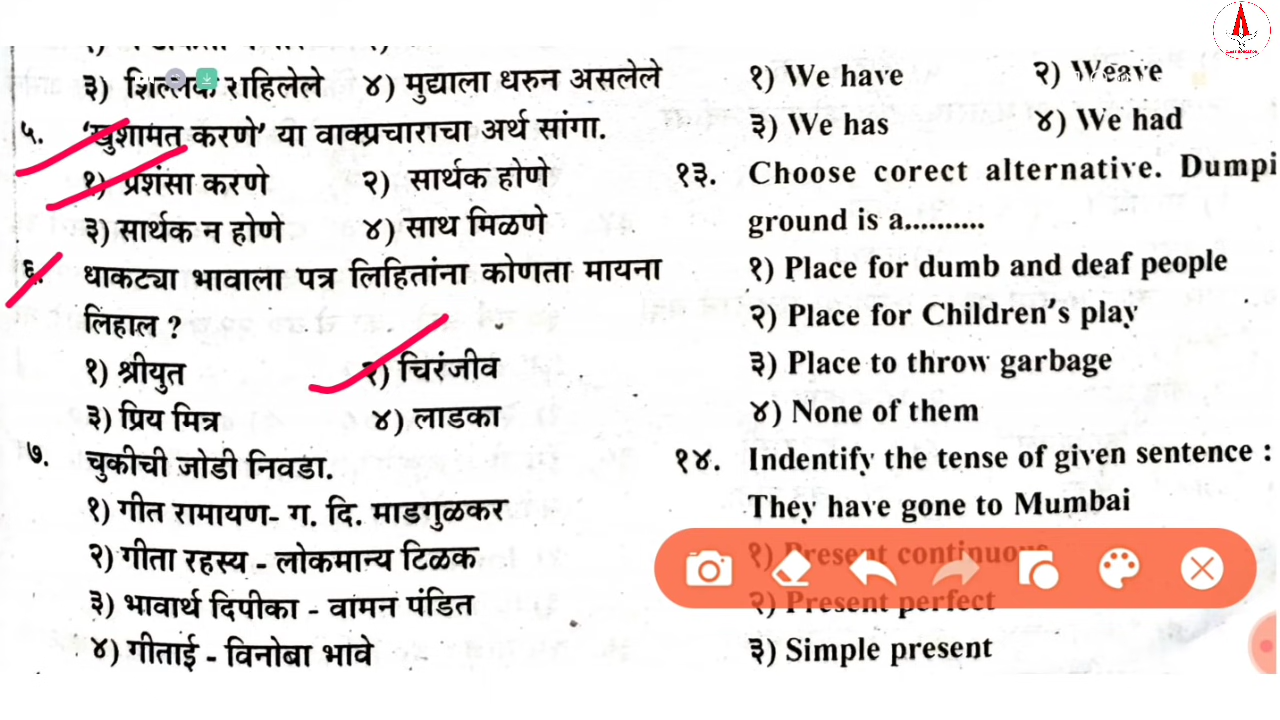 ३) शिल्लक राहिलेले ४) मुद्याला धरुन असलेले
५. 'खुशामत करणे' या वाक्प्रचाराचा अर्थ सांगा.
१) प्रशंसा करणे २) सार्थक होणे
३) सार्थक न होणे ४) साथ मिळणे
६. धाकट्या भावाला पत्र लिहितांना कोणता मायना
लिहाल ?
१) श्रीयुत २) चिरंजीव
३) प्रिय मित्र ४) लाडका
७. चुकीची जोडी निवडा.
१) गीत रामायण- ग. दि. माडगुळकर
२) गीता रहस्य - लोकमान्य टिळक
३) भावार्थ दिपीका - वामन पंडित
४) गीताई - विनोबा भावे
१) We have २) Weave
३) We has ४) We had
१३. Choose corect alternative. Dumpi
ground is a..........
१) Place for dumb and deaf people
२) Place for Children's play
३) Place to throw garbage
४) None of them
१४. Indentify the tense of given sentence :
They have gone to Mumbai
१) Present continuous
२) Present perfect
३) Simple present